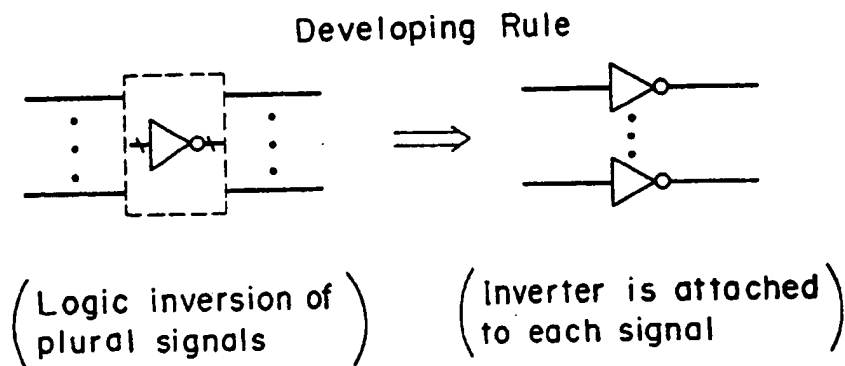 Developing Rule
(Logic inversion of
plural signals)
(Inverter is attached
to each signal)